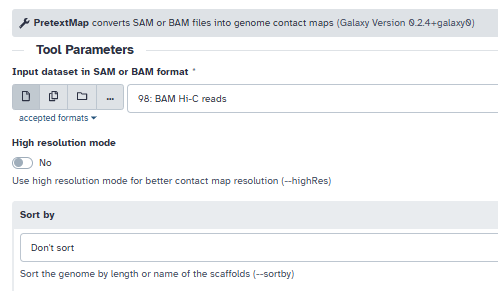 PretextMap converts SAM or BAM files into genome contact maps (Galaxy Version 0.2.4+galaxy0)
Tool Parameters
Input dataset in SAM or BAM format *
...
98: BAM Hi-C reads
accepted formats
High resolution mode
No
Use high resolution mode for better contact map resolution (--highRes)
Sort by
Don't sort
Sort the genome by length or name of the scaffolds (--sortby)